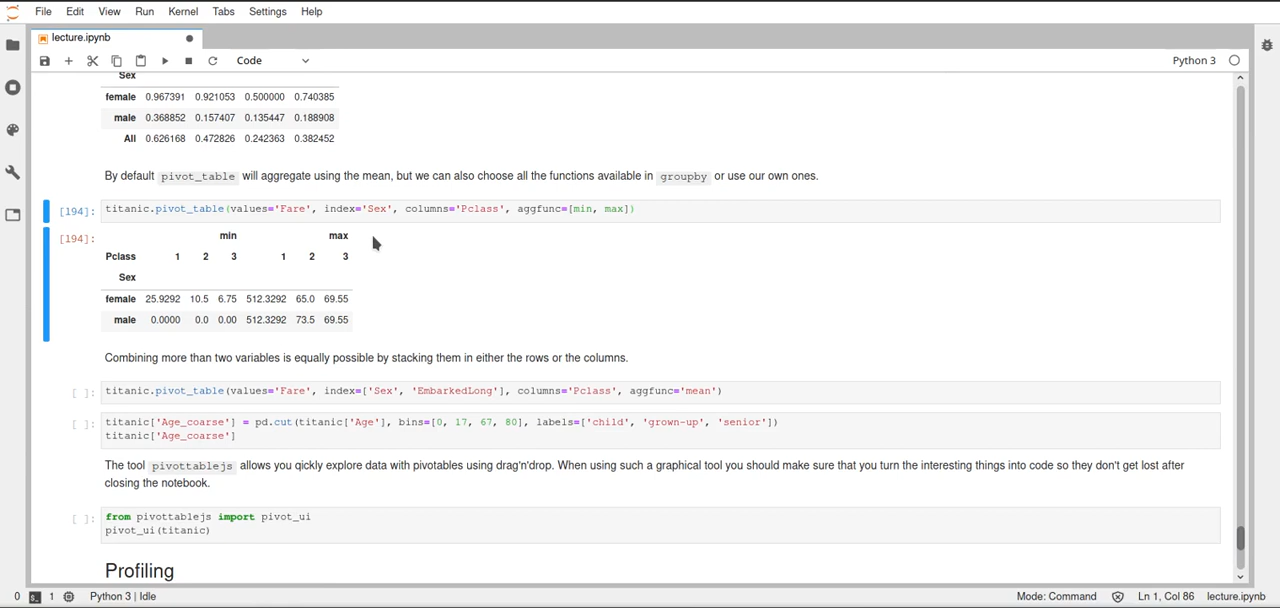 File Edit View Run Kernel Tabs Settings Help
lecture.ipynb
Code
Python 3
Sex
female 0.967391 0.921053 0.500000 0.740385
male 0.368852 0.157407 0.135447 0.188908
All 0.626168 0.472826 0.242363 0.382452
By default pivot_table will aggregate using the mean, but we can also choose all the functions available in groupby or use our own ones.
[194]: titanic.pivot_table(values='Fare', index='Sex', columns='Pclass', aggfunc=[min, max])
[194]: min max
Pclass 1 2 3 1 2 3
Sex
female 25.9292 10.5 6.75 512.3292 65.0 69.55
male 0.0000 0.0 0.00 512.3292 73.5 69.55
Combining more than two variables is equally possible by stacking them in either the rows or the columns.
[ ]: titanic.pivot_table(values='Fare', index=['Sex', 'EmbarkedLong'], columns='Pclass', aggfunc='mean')
[ ]: titanic['Age_coarse'] = pd.cut(titanic['Age'], bins=[0, 17, 67, 80], labels=['child', 'grown-up', 'senior'])
titanic['Age_coarse']
The tool pivottablejs allows you qickly explore data with pivotables using drag'n'drop. When using such a graphical tool you should make sure that you turn the interesting things into code so they don't get lost after
closing the notebook.
[ ]: from pivottablejs import pivot_ui
pivot_ui(titanic)
Profiling
0 1 Python 3 | Idle Mode: Command Ln 1, Col 86 lecture.ipynb